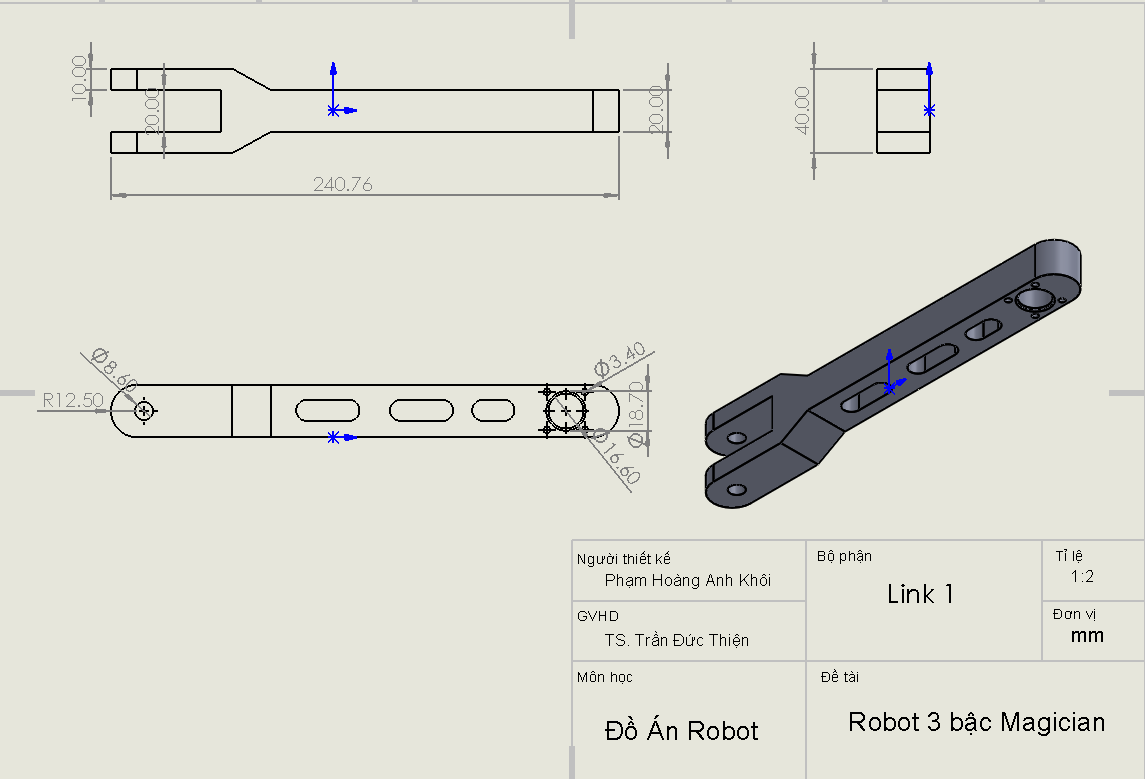 10.00
20.00
240.76
20.00
40.00
Ø8.60
R12.50
Ø3.40
Ø18.70
Ø16.60
Người thiết kế
Phạm Hoàng Anh Khôi
Bộ phận
Link 1
Tỉ lệ
1:2
GVHD
TS. Trần Đức Thiện
Đơn vị
mm
Môn học
Đồ Án Robot
Đề tài
Robot 3 bậc Magician